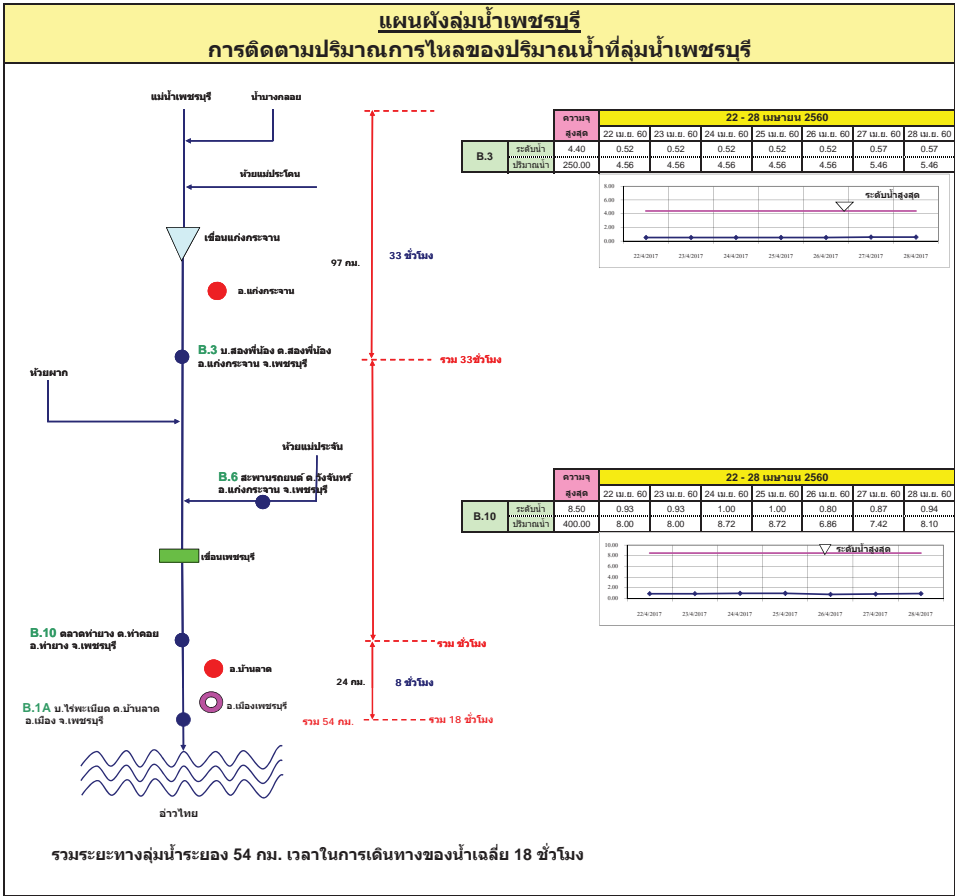 แผนผังลุ่มน้ำเพชรบุรี
การติดตามปริมาณการไหลของปริมาณน้ำที่ลุ่มน้ำเพชรบุรี
แม่น้ำเพชรบุรี
น้ำบางกลอย
ห้วยแม่ประโดน
เขื่อนแก่งกระจาน
97 กม.
33 ชั่วโมง
อ.แก่งกระจาน
B.3 บ.สองพี่น้อง ต.สองพี่น้อง
อ.แก่งกระจาน จ.เพชรบุรี
รวม 33ชั่วโมง
ห้วยผาก
ห้วยแม่ประจัน
B.6 สะพานรถยนต์ ต.วังจันทร์
อ.แก่งกระจาน จ.เพชรบุรี
เขื่อนเพชรบุรี
B.10 ตลาดท่ายาง ต.ท่าคอย
อ.ท่ายาง จ.เพชรบุรี
รวม ชั่วโมง
อ.บ้านลาด
24 กม.
8 ชั่วโมง
อ.เมืองเพชรบุรี
B.1A บ.ไร่พะเนียด ต.บ้านลาด
อ.เมือง จ.เพชรบุรี
รวม 54 กม.
รวม 18 ชั่วโมง
อ่าวไทย
รวมระยะทางลุ่มน้ำระยอง 54 กม. เวลาในการเดินทางของน้ำเฉลี่ย 18 ชั่วโมง
ความจุ 22 - 28 เมษายน 2560
สูงสุด 22 เม.ย. 60 23 เม.ย. 60 24 เม.ย. 60 25 เม.ย. 60 26 เม.ย. 60 27 เม.ย. 60 28 เม.ย. 60
B.3 ระดับน้ำ 4.40 0.52 0.52 0.52 0.52 0.52 0.57 0.57
ปริมาณน้ำ 250.00 4.56 4.56 4.56 4.56 4.56 5.46 5.46
ระดับน้ำสูงสุด
8.00
6.00
4.00
2.00
0.00
22/4/2017 23/4/2017 24/4/2017 25/4/2017 26/4/2017 27/4/2017 28/4/2017
ความจุ 22 - 28 เมษายน 2560
สูงสุด 22 เม.ย. 60 23 เม.ย. 60 24 เม.ย. 60 25 เม.ย. 60 26 เม.ย. 60 27 เม.ย. 60 28 เม.ย. 60
B.10 ระดับน้ำ 8.50 0.93 0.93 1.00 1.00 0.80 0.87 0.94
ปริมาณน้ำ 400.00 8.00 8.00 8.72 8.72 6.86 7.42 8.10
ระดับน้ำสูงสุด
10.00
8.00
6.00
4.00
2.00
0.00
22/4/2017 23/4/2017 24/4/2017 25/4/2017 26/4/2017 27/4/2017 28/4/2017